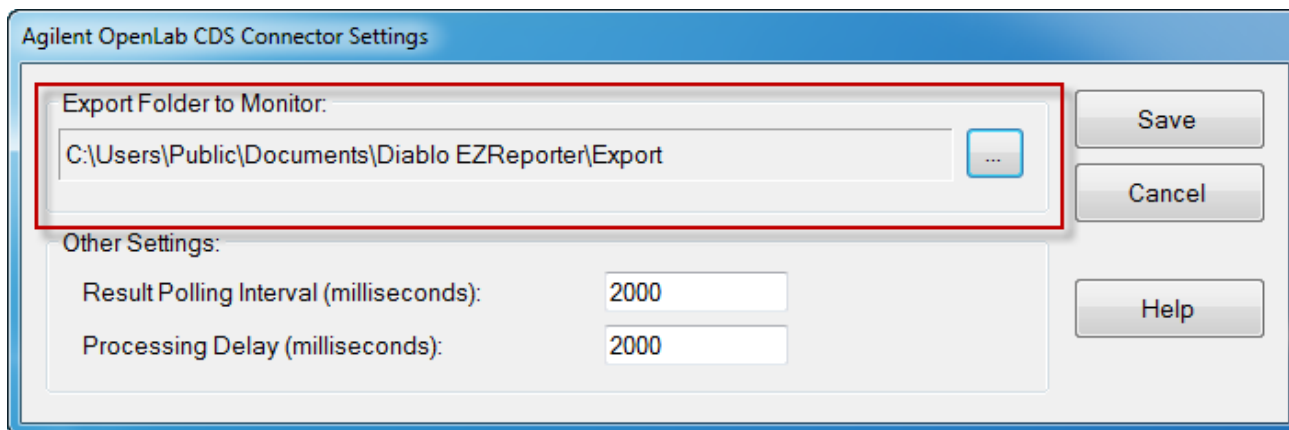 Agilent OpenLab CDS Connector Settings
Export Folder to Monitor:
C:\Users\Public\Documents\Diablo EZReporter\Export
...
Save
Cancel
Other Settings:
Result Polling Interval (milliseconds): 2000
Processing Delay (milliseconds): 2000
Help